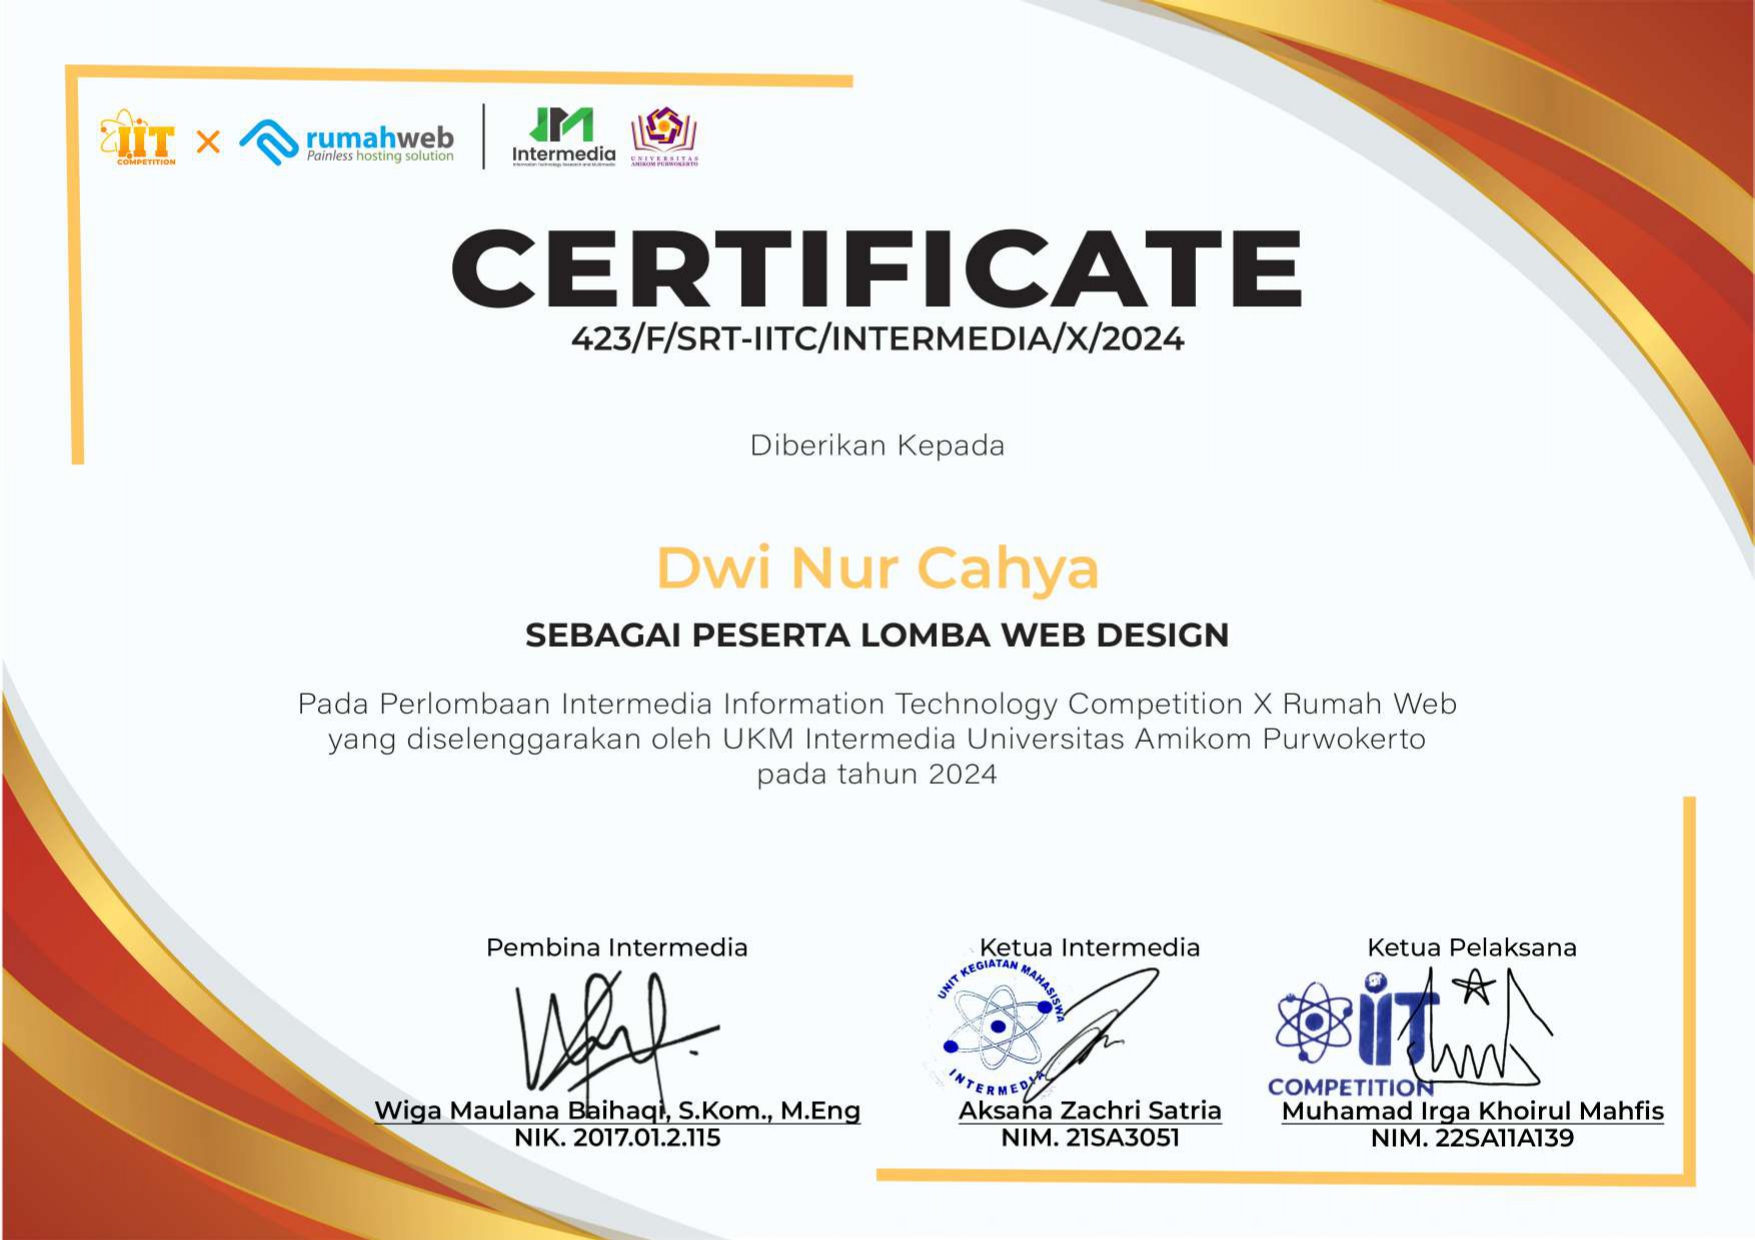 IIT
COMPETITION
×
rumahweb
Painless hosting solution
Intermedia
UNIVERSITAS
AMIKOM PURWOKERTO
CERTIFICATE
423/F/SRT-IITC/INTERMEDIA/X/2024
Diberikan Kepada
Dwi Nur Cahya
SEBAGAI PESERTA LOMBA WEB DESIGN
Pada Perlombaan Intermedia Information Technology Competition X Rumah Web
yang diselenggarakan oleh UKM Intermedia Universitas Amikom Purwokerto
pada tahun 2024
Pembina Intermedia
Wiga Maulana Baihaqi, S.Kom., M.Eng
NIK. 2017.01.2.115
Ketua Intermedia
UNIT KEGIATAN MAHASISWA
INTERMEDIA
Aksana Zachri Satria
NIM. 21SA3051
Ketua Pelaksana
IIT
COMPETITION
Muhamad Irga Khoirul Mahfis
NIM. 22SA11A139